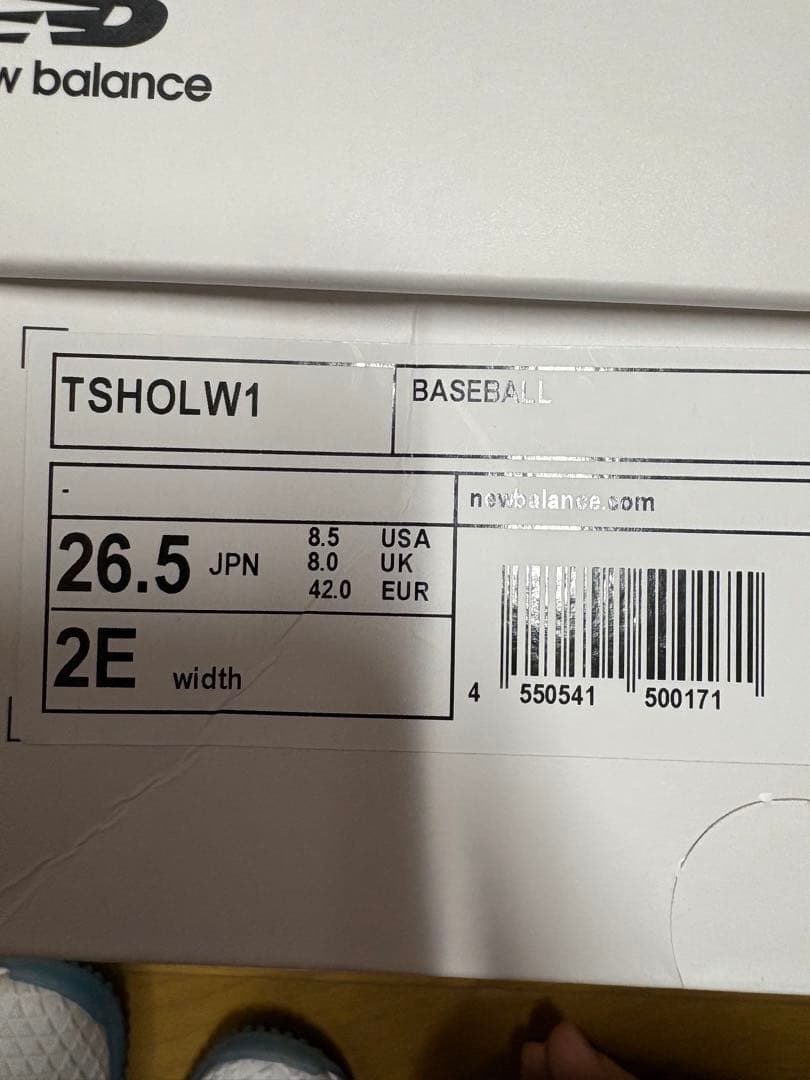 w balance
TSHOLW1
BASEBALL
-
newbalance.com
26.5 JPN
8.5 USA
8.0 UK
42.0 EUR
2E width
4 550541 500171